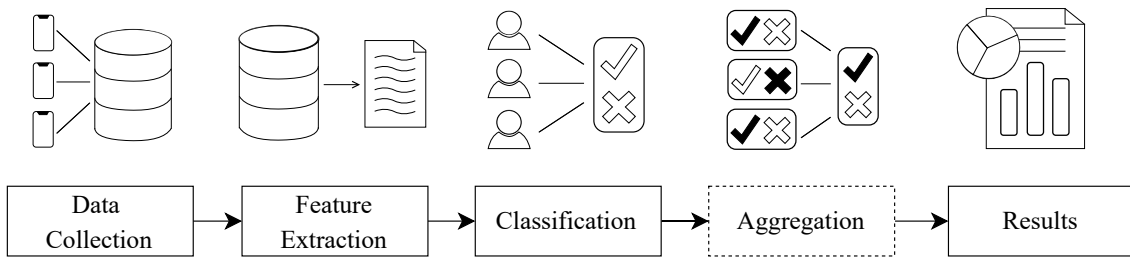 Data
Collection
Feature
Extraction
Classification
Aggregation
Results